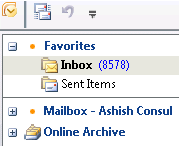 Favorites
Inbox (8578)
Sent Items
Mailbox - Ashish Consul
Online Archive